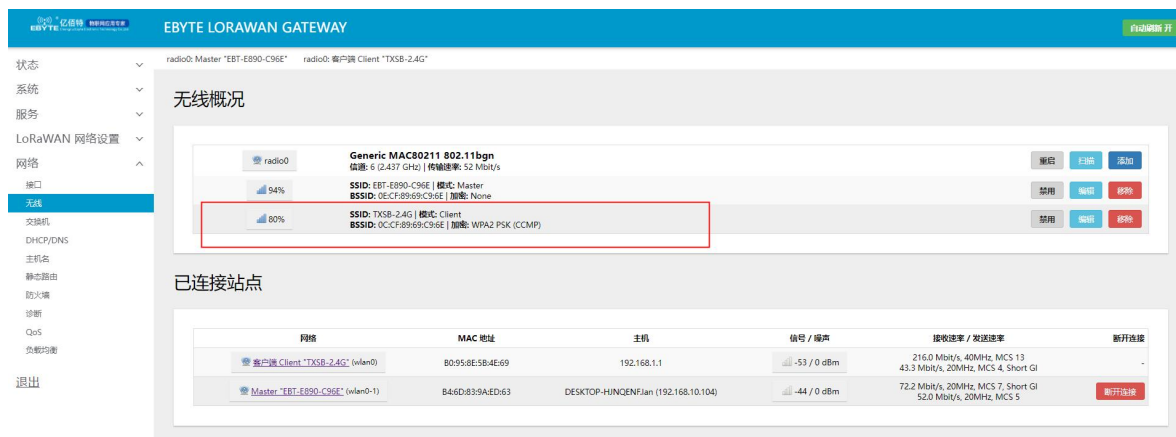 EBYTE 亿佰特 物联网应用专家
EBYTE LORAWAN GATEWAY
自动刷新 开
状态
系统
服务
LoRaWAN 网络设置
网络
接口
无线
交换机
DHCP/DNS
主机名
静态路由
防火墙
诊断
QoS
负载均衡
退出
radio0: Master "EBT-E890-C96E" radio0: 客户端 Client "TXSB-2.4G"
无线概况
radio0 Generic MAC80211 802.11bgn 重启 扫描 添加
信道: 6 (2.437 GHz) | 传输速率: 52 Mbit/s
94% SSID: EBT-E890-C96E | 模式: Master 禁用 编辑 移除
BSSID: 0E:CF:89:69:C9:6E | 加密: None
80% SSID: TXSB-2.4G | 模式: Client 禁用 编辑 移除
BSSID: 0C:CF:89:69:C9:6E | 加密: WPA2 PSK (CCMP)
已连接站点
网络 MAC 地址 主机 信号 / 噪声 接收速率 / 发送速率 断开连接
客户端 Client "TXSB-2.4G" (wlan0) B0:95:8E:5B:4E:69 192.168.1.1 -53 / 0 dBm 216.0 Mbit/s, 40MHz, MCS 13 -
43.3 Mbit/s, 20MHz, MCS 4, Short GI
Master "EBT-E890-C96E" (wlan0-1) B4:6D:83:9A:ED:63 DESKTOP-HJNQENF.lan (192.168.10.104) -44 / 0 dBm 72.2 Mbit/s, 20MHz, MCS 7, Short GI 断开连接
52.0 Mbit/s, 20MHz, MCS 5